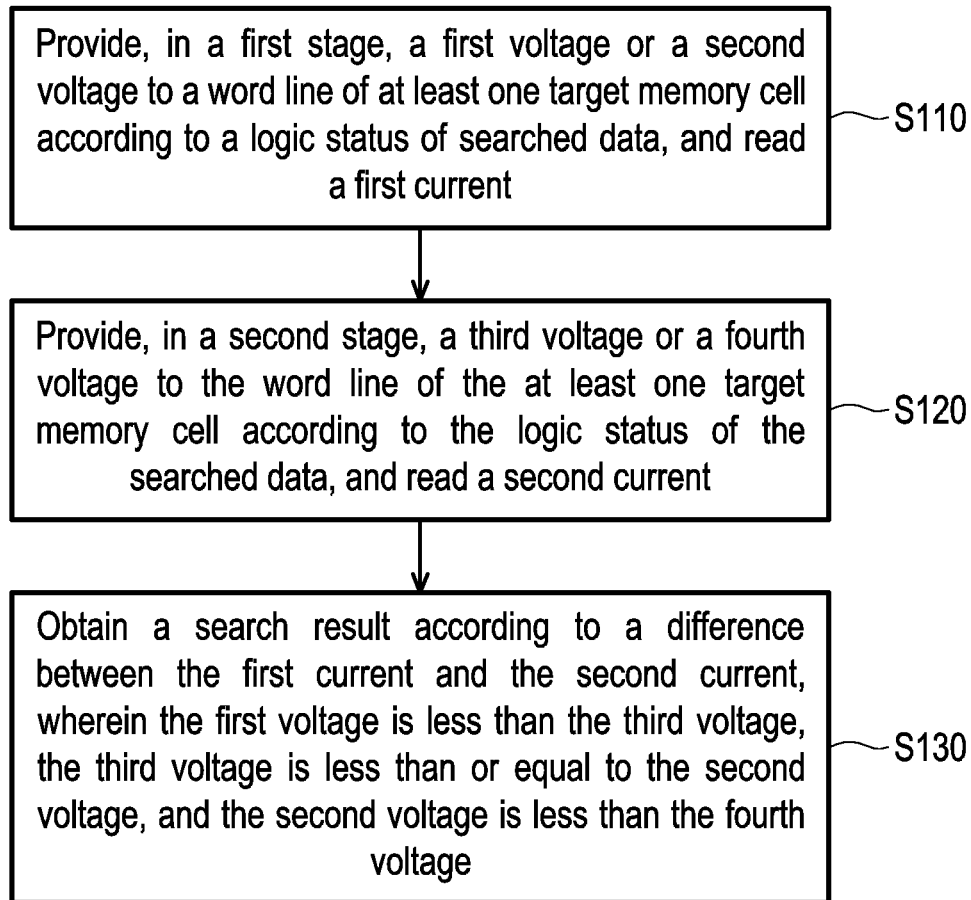 Provide, in a first stage, a first voltage or a second
voltage to a word line of at least one target memory cell
according to a logic status of searched data, and read
a first current
S110
Provide, in a second stage, a third voltage or a fourth
voltage to the word line of the at least one target
memory cell according to the logic status of the
searched data, and read a second current
S120
Obtain a search result according to a difference
between the first current and the second current,
wherein the first voltage is less than the third voltage,
the third voltage is less than or equal to the second
voltage, and the second voltage is less than the fourth
voltage
S130